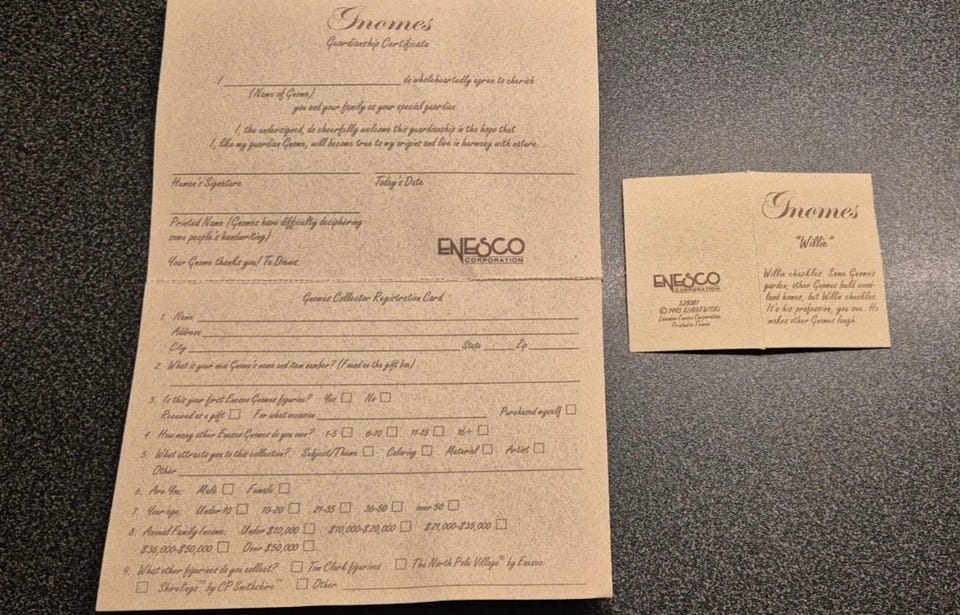 Gnomes
Guardianship Certificate
I do wholeheartedly agree to cherish
(Name of Gnome)
you and your family as your special guardian.
I, the undersigned, do cheerfully welcome this guardianship in the hope that
I, like my guardian Gnome, will become true to my origins and live in harmony with nature.
Human's Signature Today's Date
Printed Name (Gnomes have difficulty deciphering
some people's handwriting)
Your Gnome thanks you! Te Diews.
ENESCO
CORPORATION
Gnomes Collector Registration Card
1. Name
Address
City State Zip
2. What is your new Gnome's name and item number? (Found on the gift box)
3. Is this your first Enesco Gnomes figurine? Yes No
Received as a gift For what occasion Purchased myself
4. How many other Enesco Gnomes do you own? 1-5 6-10 11-15 16+
5. What attracts you to this collection? Subject/Theme Coloring Material Artist
Other
6. Are You: Male Female
7. Your age: Under 10 10-20 21-35 36-50 over 50
8. Annual Family Income: Under $10,000 $10,000-$20,000 $21,000-$35,000
$36,000-$50,000 Over $50,000
9. What other figurines do you collect? Tom Clark figurines The North Pole Village® by Enesco
Shirelings™ by CP Smithshire™ Other
Gnomes
"Willie"
Willie chuckles. Some Gnomes
garden, other Gnomes build wood-
land homes, but Willie chuckles.
It's his profession, you see. He
makes other Gnomes laugh.
ENESCO
CORPORATION
328081
© 1993
Enesco Corporation
Printed in Taiwan